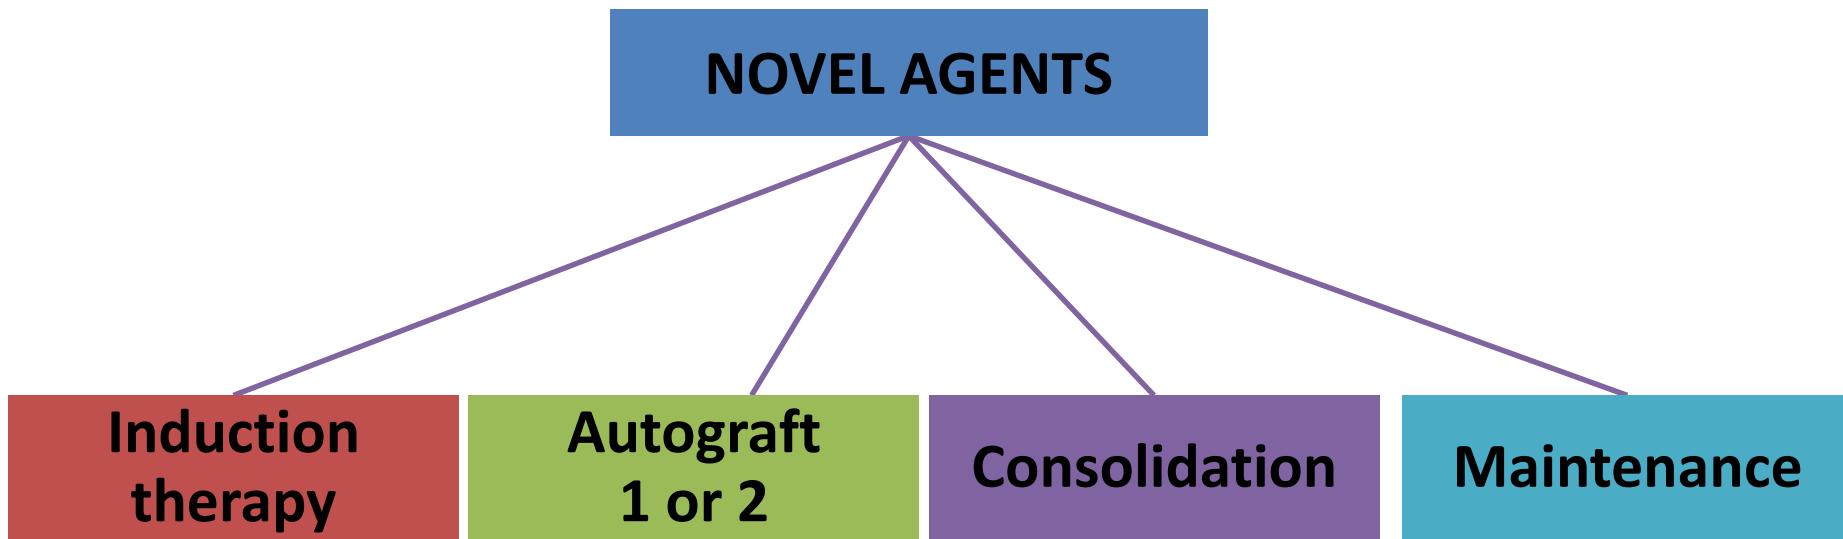 NOVEL AGENTS
Induction
therapy
Autograft
1 or 2
Consolidation
Maintenance